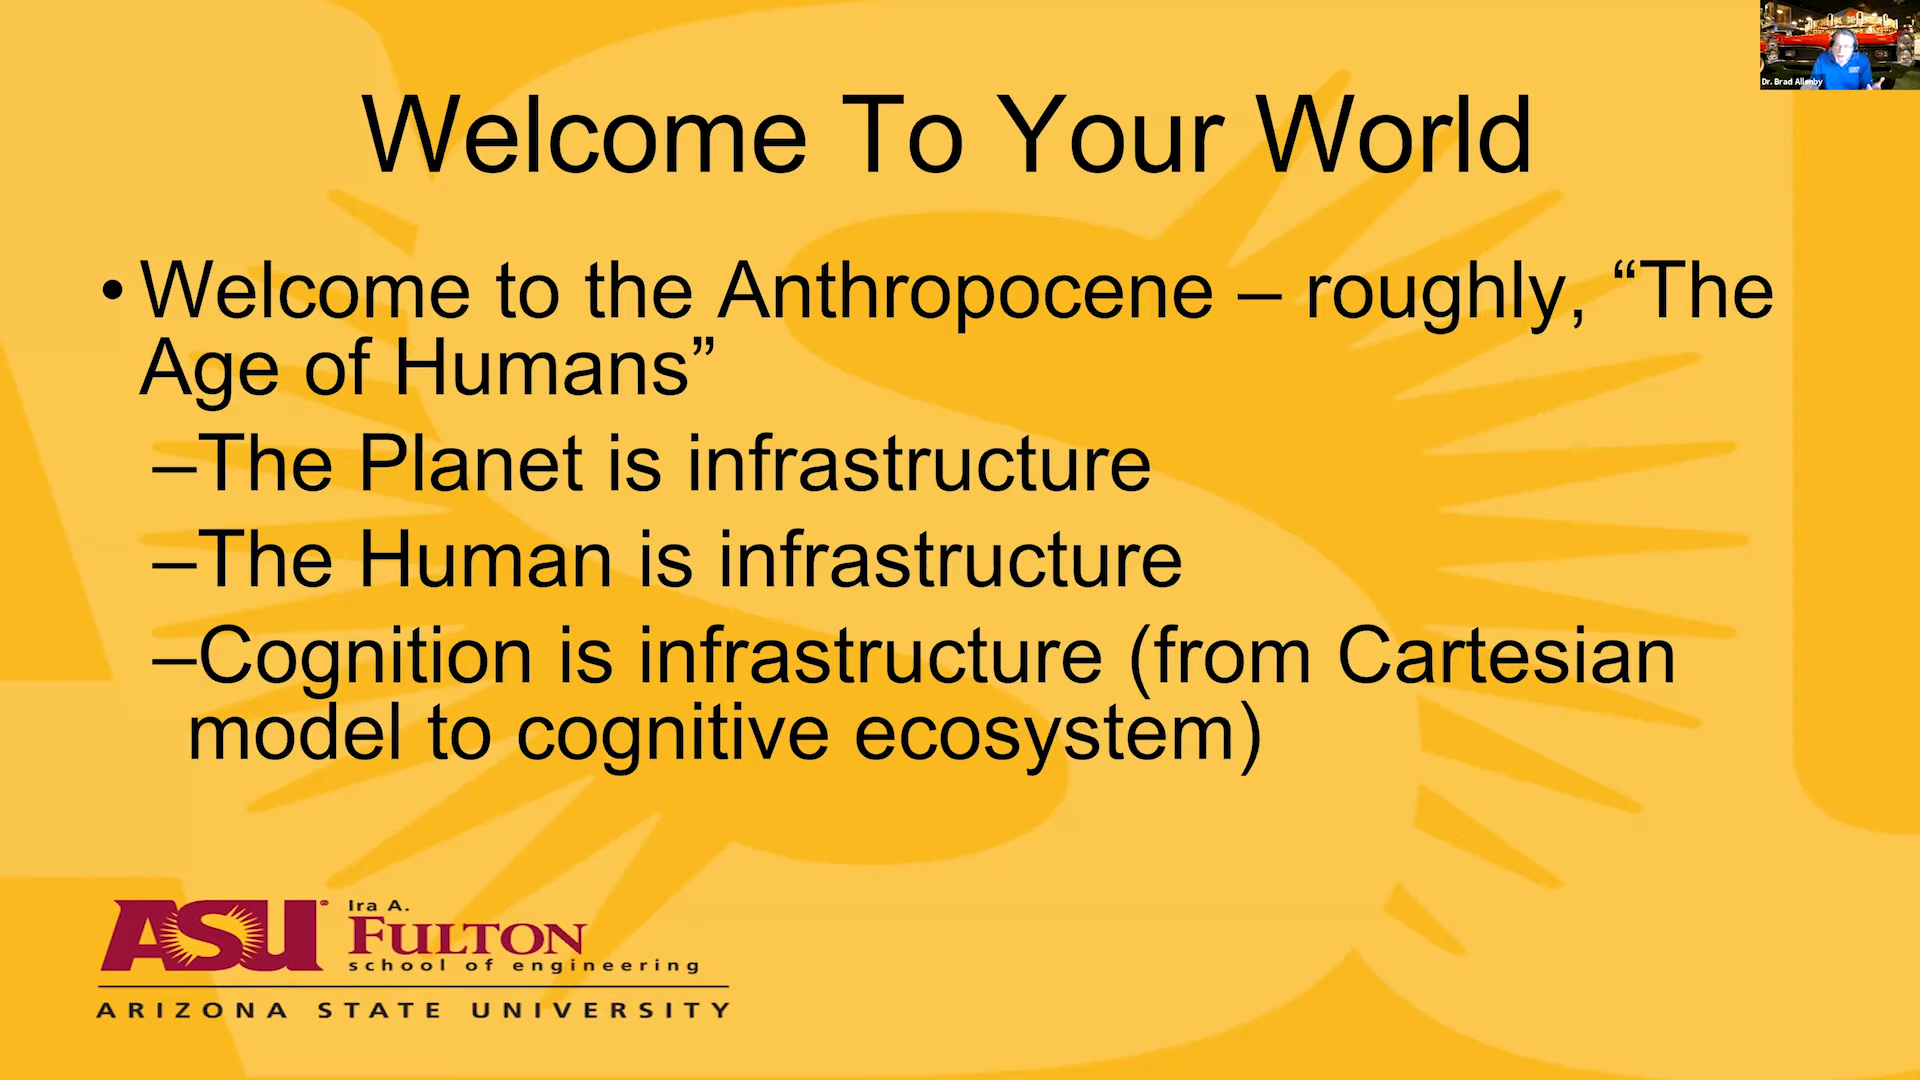 Dr. Brad Allenby
Welcome To Your World
• Welcome to the Anthropocene – roughly, “The
Age of Humans”
–The Planet is infrastructure
–The Human is infrastructure
–Cognition is infrastructure (from Cartesian
model to cognitive ecosystem)
ASU®
Ira A.
FULTON
school of engineering
ARIZONA STATE UNIVERSITY